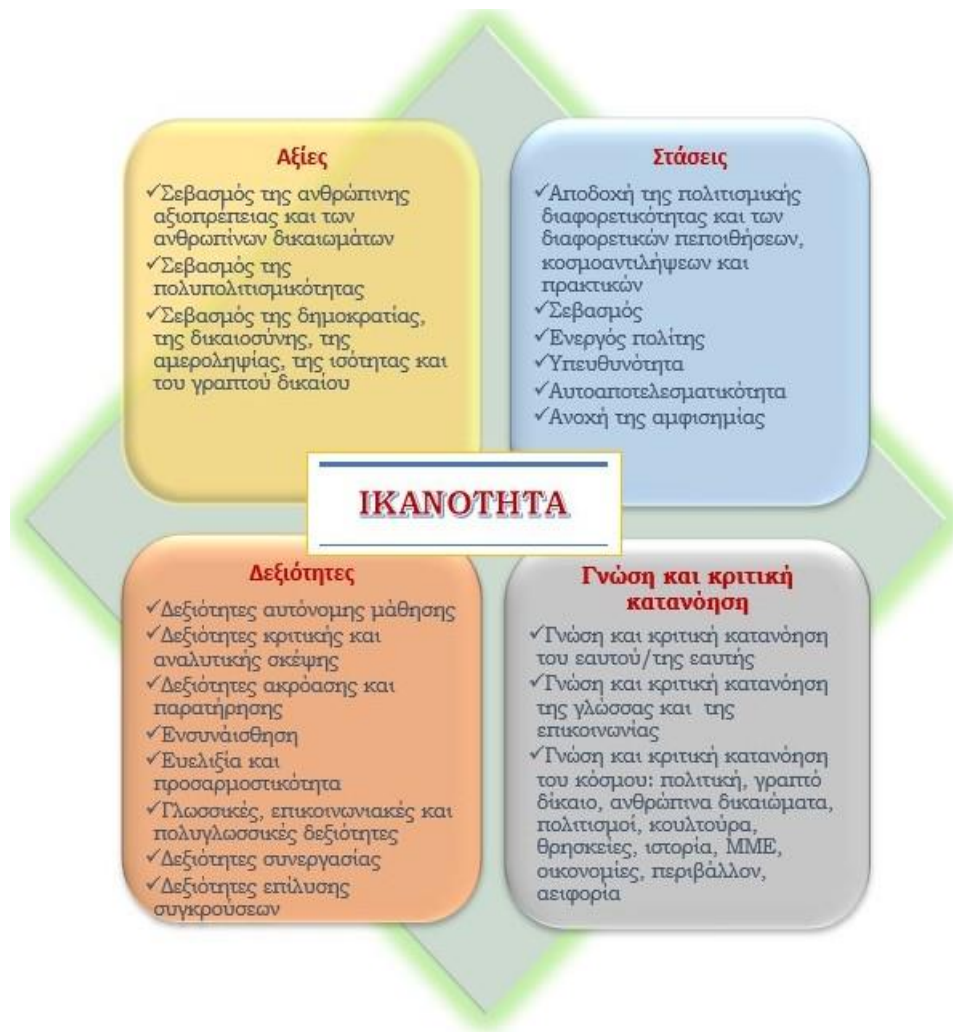 Αξίες
✓Σεβασμός της ανθρώπινης
αξιοπρέπειας και των
ανθρωπίνων δικαιωμάτων
✓Σεβασμός της
πολυπολιτισμικότητας
✓Σεβασμός της δημοκρατίας,
της δικαιοσύνης, της
αμεροληψίας, της ισότητας και
του γραπτού δικαίου
Στάσεις
✓Αποδοχή της πολιτισμικής
διαφορετικότητας και των
διαφορετικών πεποιθήσεων,
κοσμοαντιλήψεων και
πρακτικών
✓Σεβασμός
✓Ενεργός πολίτης
✓Υπευθυνότητα
✓Αυτοαποτελεσματικότητα
✓Ανοχή της αμφισημίας
ΙΚΑΝΟΤΗΤΑ
Δεξιότητες
✓Δεξιότητες αυτόνομης μάθησης
✓Δεξιότητες κριτικής και
αναλυτικής σκέψης
✓Δεξιότητες ακρόασης και
παρατήρησης
✓Ενσυνάισθηση
✓Ευελιξία και
προσαρμοστικότητα
✓Γλωσσικές, επικοινωνιακές και
πολυγλωσσικές δεξιότητες
✓Δεξιότητες συνεργασίας
✓Δεξιότητες επίλυσης
συγκρούσεων
Γνώση και κριτική
κατανόηση
✓Γνώση και κριτική κατανόηση
του εαυτού/της εαυτής
✓Γνώση και κριτική κατανόηση
της γλώσσας και της
επικοινωνίας
✓Γνώση και κριτική κατανόηση
του κόσμου: πολιτική, γραπτό
δίκαιο, ανθρώπινα δικαιώματα,
πολιτισμοί, κουλτούρα,
θρησκείες, ιστορία, ΜΜΕ,
οικονομίες, περιβάλλον,
αειφορία